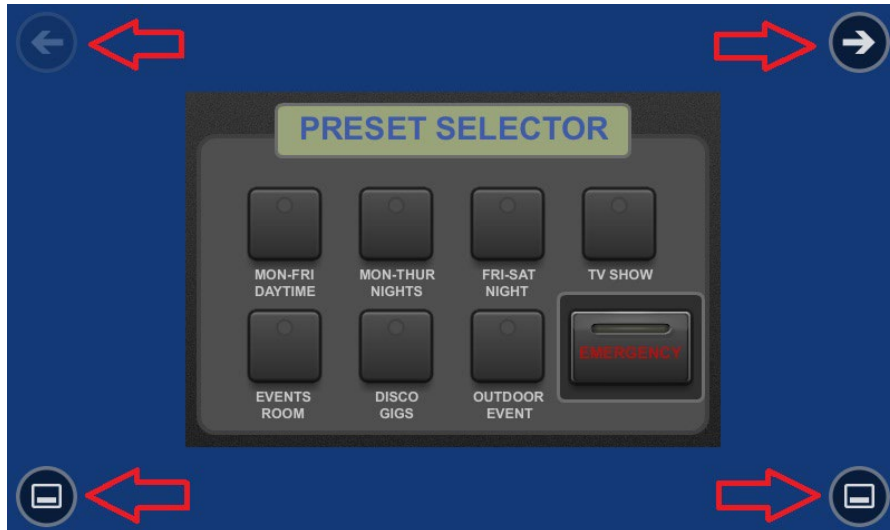 PRESET SELECTOR
MON-FRI
DAYTIME
MON-THUR
NIGHTS
FRI-SAT
NIGHT
TV SHOW
EVENTS
ROOM
DISCO
GIGS
OUTDOOR
EVENT
EMERGENCY